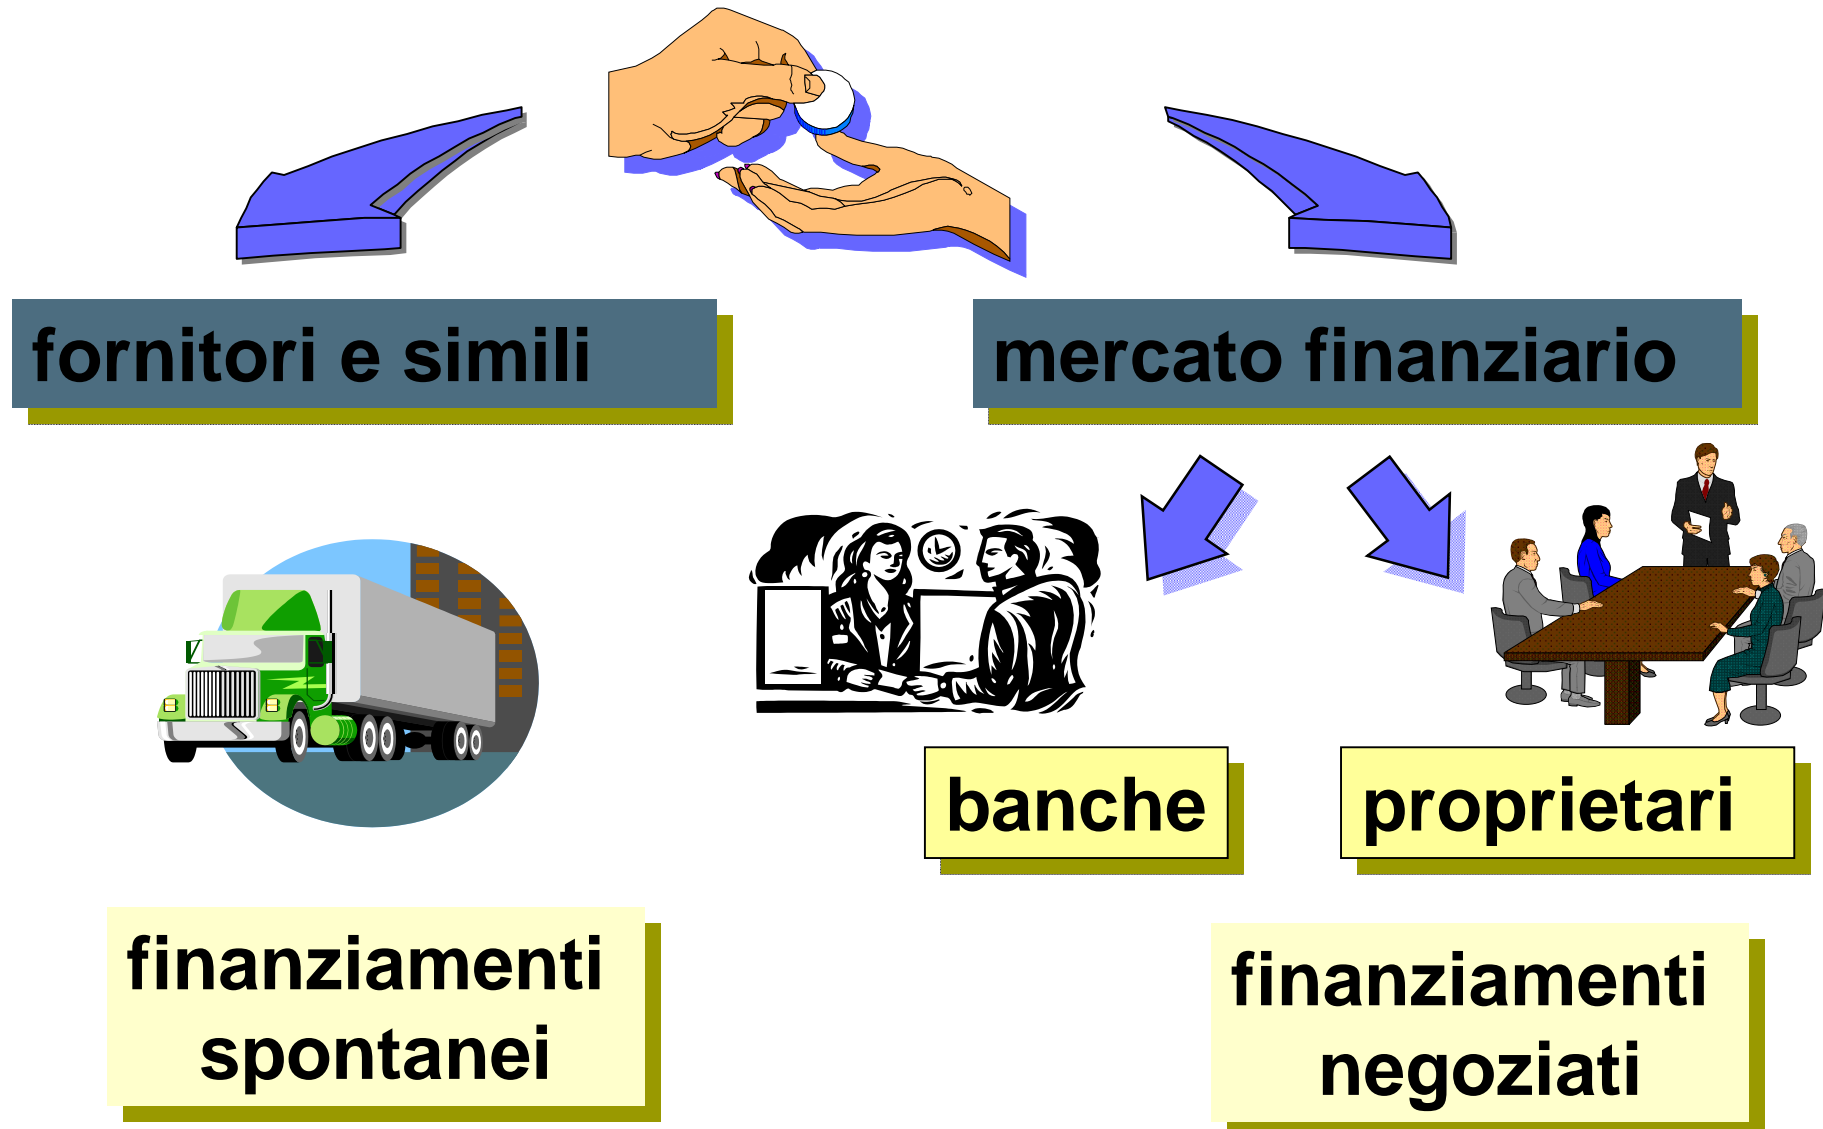 fornitori e simili
mercato finanziario
banche
proprietari
finanziamenti
spontanei
finanziamenti
negoziati